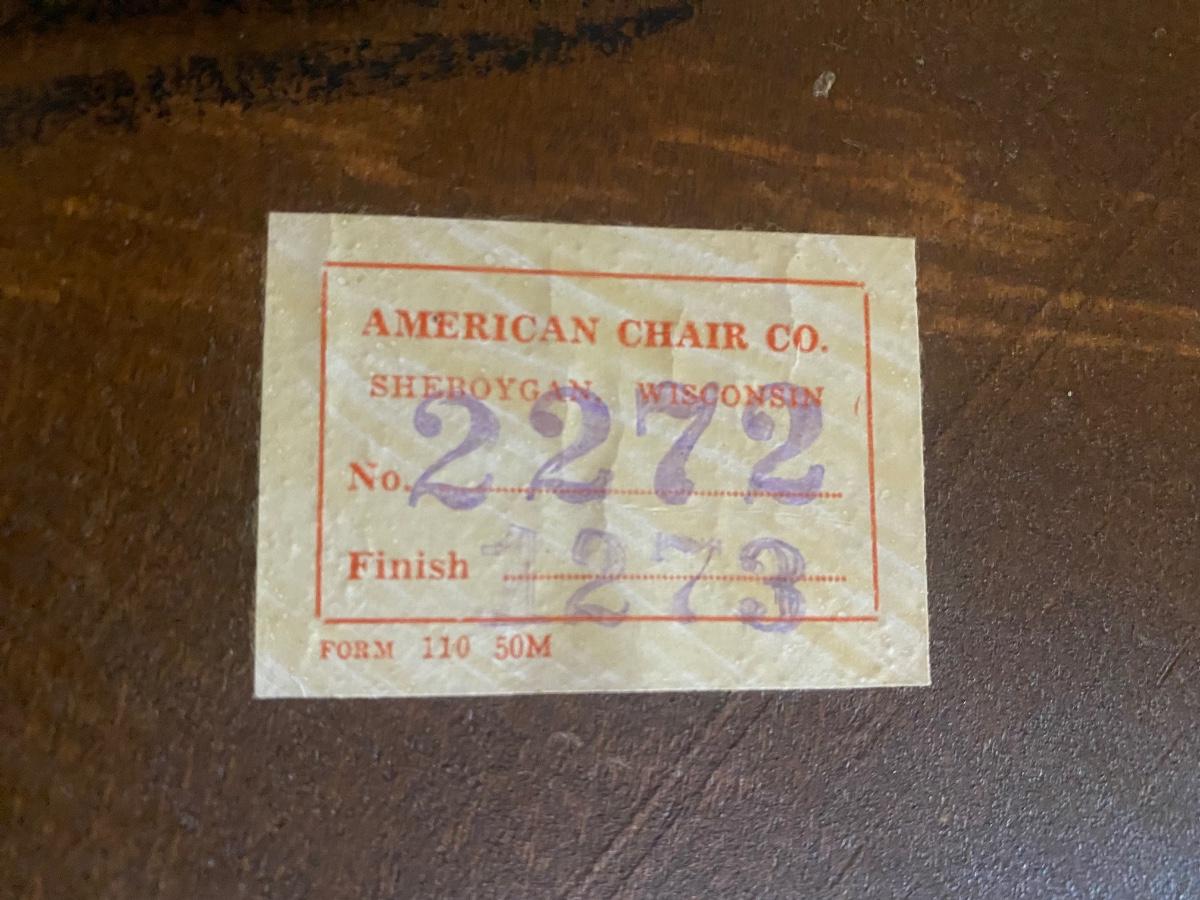 AMERICAN CHAIR CO.
SHEBOYGAN, WISCONSIN
No. 2272
Finish 1273
FORM 110 50M